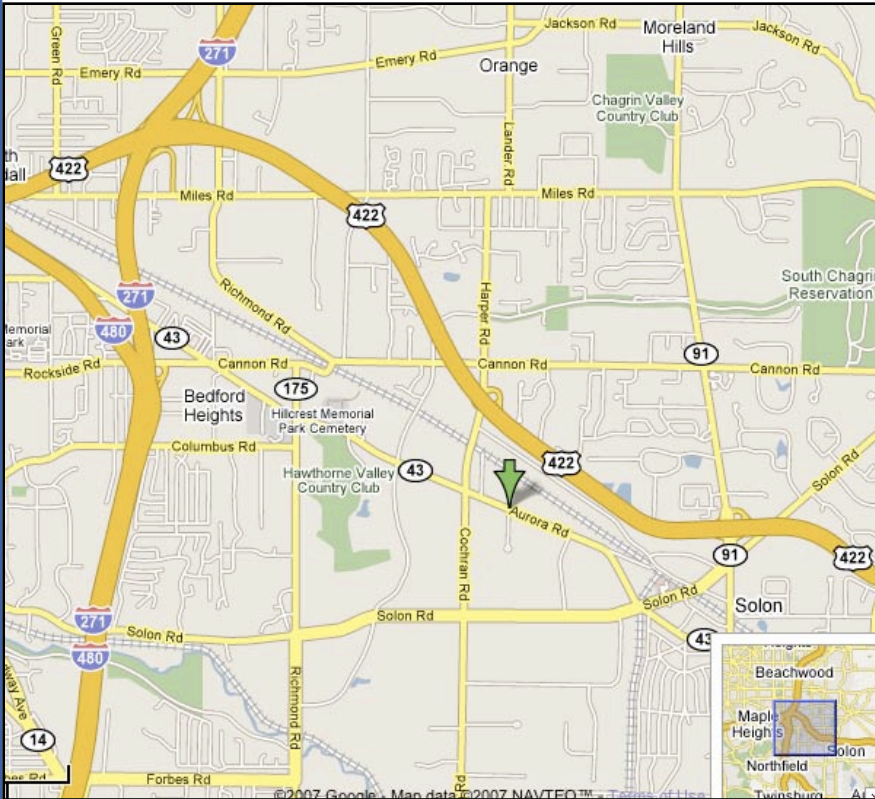 Jackson Rd
Moreland
Hills
Jackson Rd
Green Rd
271
Emery Rd
Emery Rd
Orange
Chagrin Valley
Country Club
Lander Rd
422
Miles Rd
Miles Rd
422
South Chagrin
Reservation
271
Richmond Rd
Harper Rd
480
43
91
Rockside Rd
Cannon Rd
Cannon Rd
Cannon Rd
175
Bedford
Heights
Hillcrest Memorial
Park Cemetery
Columbus Rd
Hawthorne Valley
Country Club
43
422
Solon Rd
Aurora Rd
Cochran Rd
91
422
Solon Rd
Solon
271
Solon Rd
Solon Rd
43
480
Richmond Rd
14
Forbes Rd
Beachwood
Maple
Heights
Solon
Northfield
Twinsburg
©2007 Google - Map data ©2007 NAVTEQ™ - Terms of Use